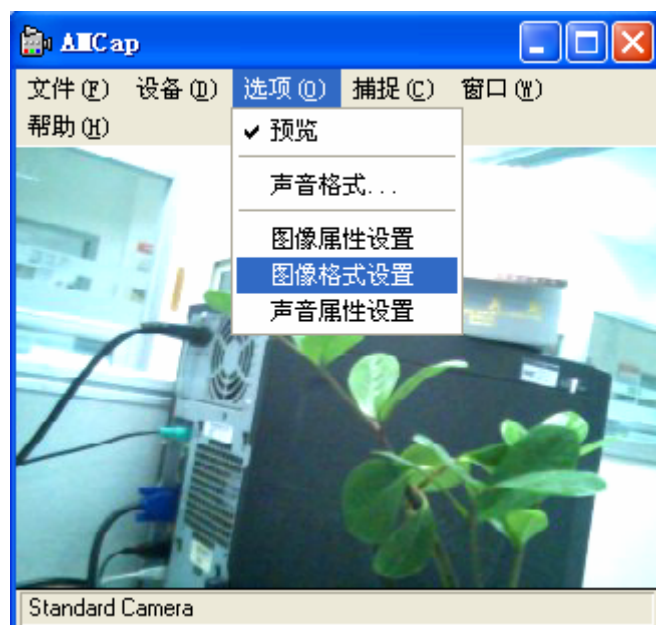 AMCap
文件(F) 设备(D) 选项(O) 捕捉(C) 窗口(W)
帮助(H)
预览
声音格式...
图像属性设置
图像格式设置
声音属性设置
Standard Camera